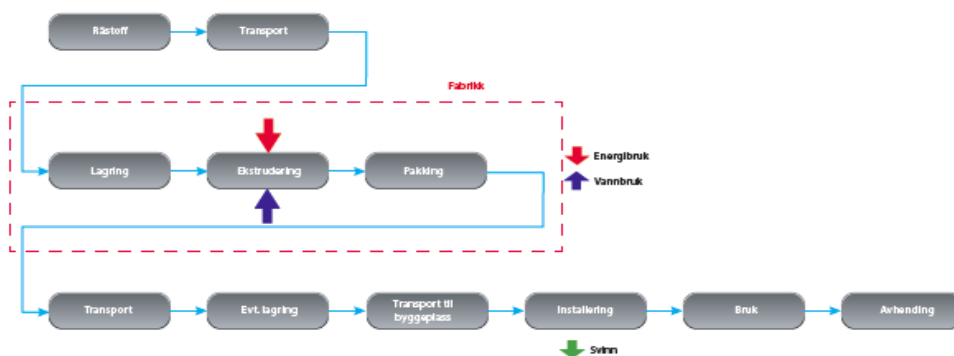 Råstoff
Transport
Fabrikk
Lagring
Ekstrudering
Pakking
Energibruk
Vannbruk
Transport
Evt. lagring
Transport til
byggeplass
Installering
Bruk
Avhending
Svinn